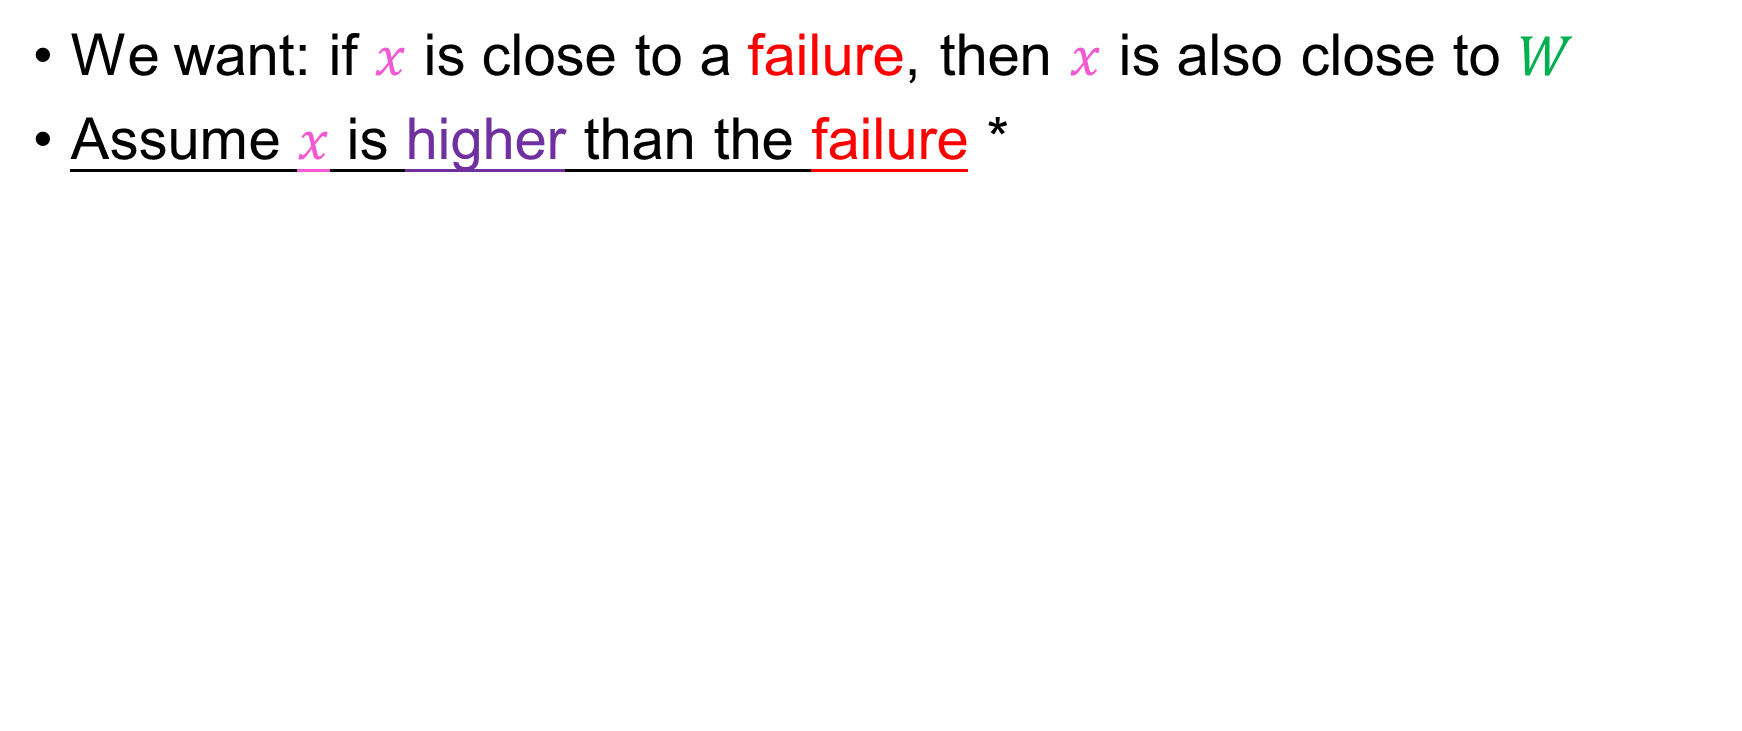 • We want: if x is close to a failure, then x is also close to W
• Assume x is higher than the failure *